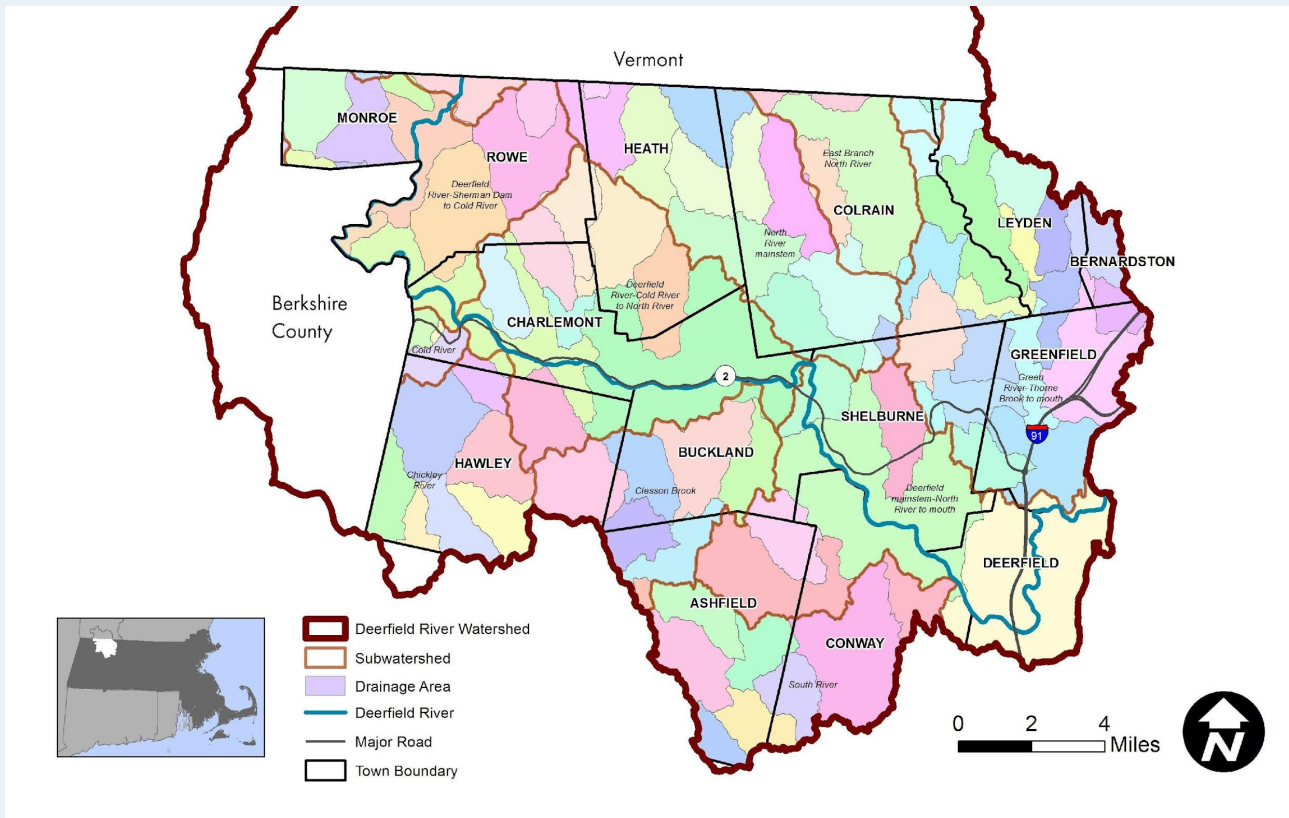 Vermont
MONROE
ROWE
HEATH
East Branch
North River
COLRAIN
Deerfield
River-Sherman Dam
to Cold River
LEYDEN
North
River
mainstem
BERNARDSTON
Berkshire
County
Deerfield
River-Cold River
to North River
CHARLEMONT
Cold River
GREENFIELD
Green
River-Thorne
Brook to mouth
2
SHELBURNE
91
BUCKLAND
HAWLEY
Chickley
River
Clesson Brook
Deerfield
mainstem-North
River to mouth
DEERFIELD
ASHFIELD
CONWAY
South River
Deerfield River Watershed
Subwatershed
Drainage Area
Deerfield River
Major Road
Town Boundary
0 2 4
Miles
N